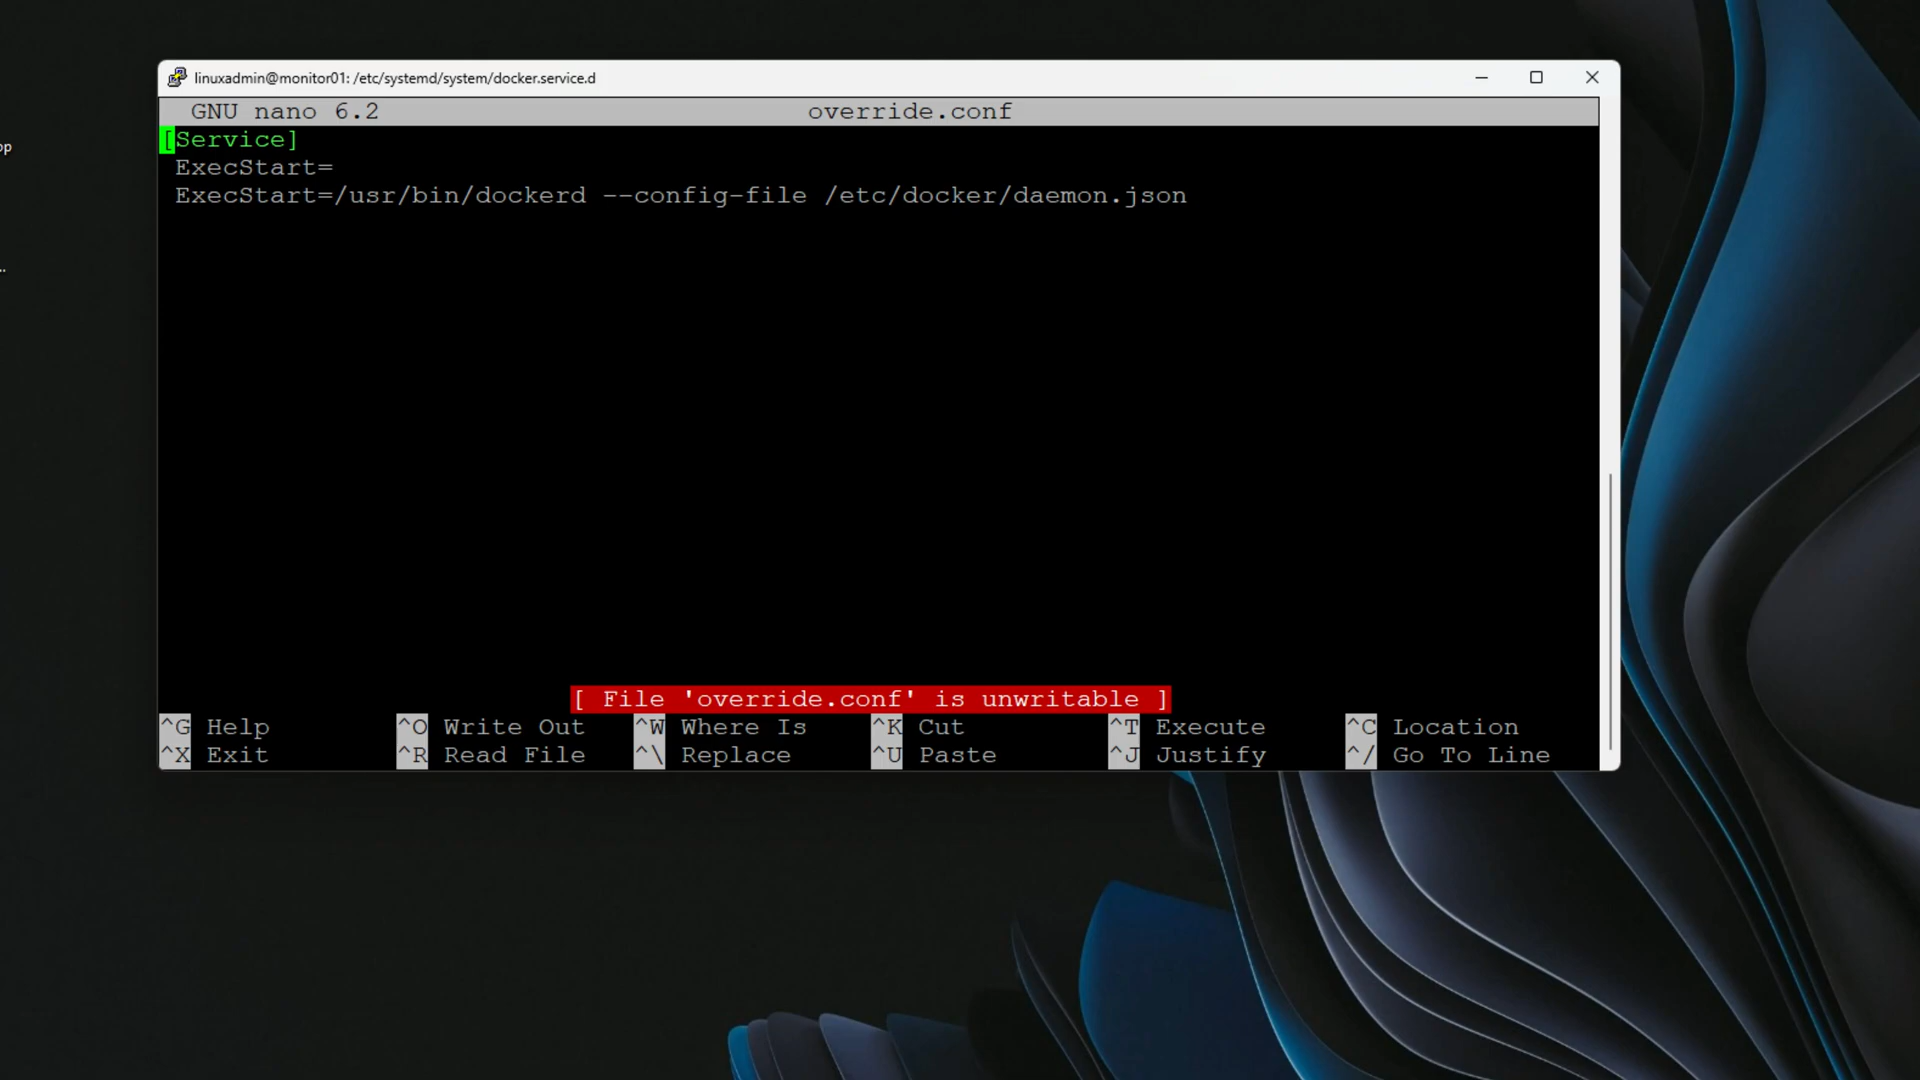 linuxadmin@monitor01: /etc/systemd/system/docker.service.d
GNU nano 6.2 override.conf
[Service]
ExecStart=
ExecStart=/usr/bin/dockerd --config-file /etc/docker/daemon.json
[ File 'override.conf' is unwritable ]
^G Help ^O Write Out ^W Where Is ^K Cut ^T Execute ^C Location
^X Exit ^R Read File ^\ Replace ^U Paste ^J Justify ^/ Go To Line